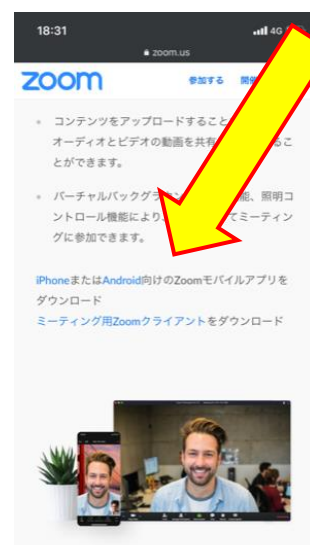 18:31
4G
zoom.us
zoom 参加する 開
コンテンツをアップロードすること
オーディオとビデオの動画を共有 るこ
とができます。
バーチャルバックグラウン 能、照明コ
ントロール機能により、 てミーティン
グに参加できます。
iPhoneまたはAndroid向けのZoomモバイルアプリを
ダウンロード
ミーティング用Zoomクライアントをダウンロード